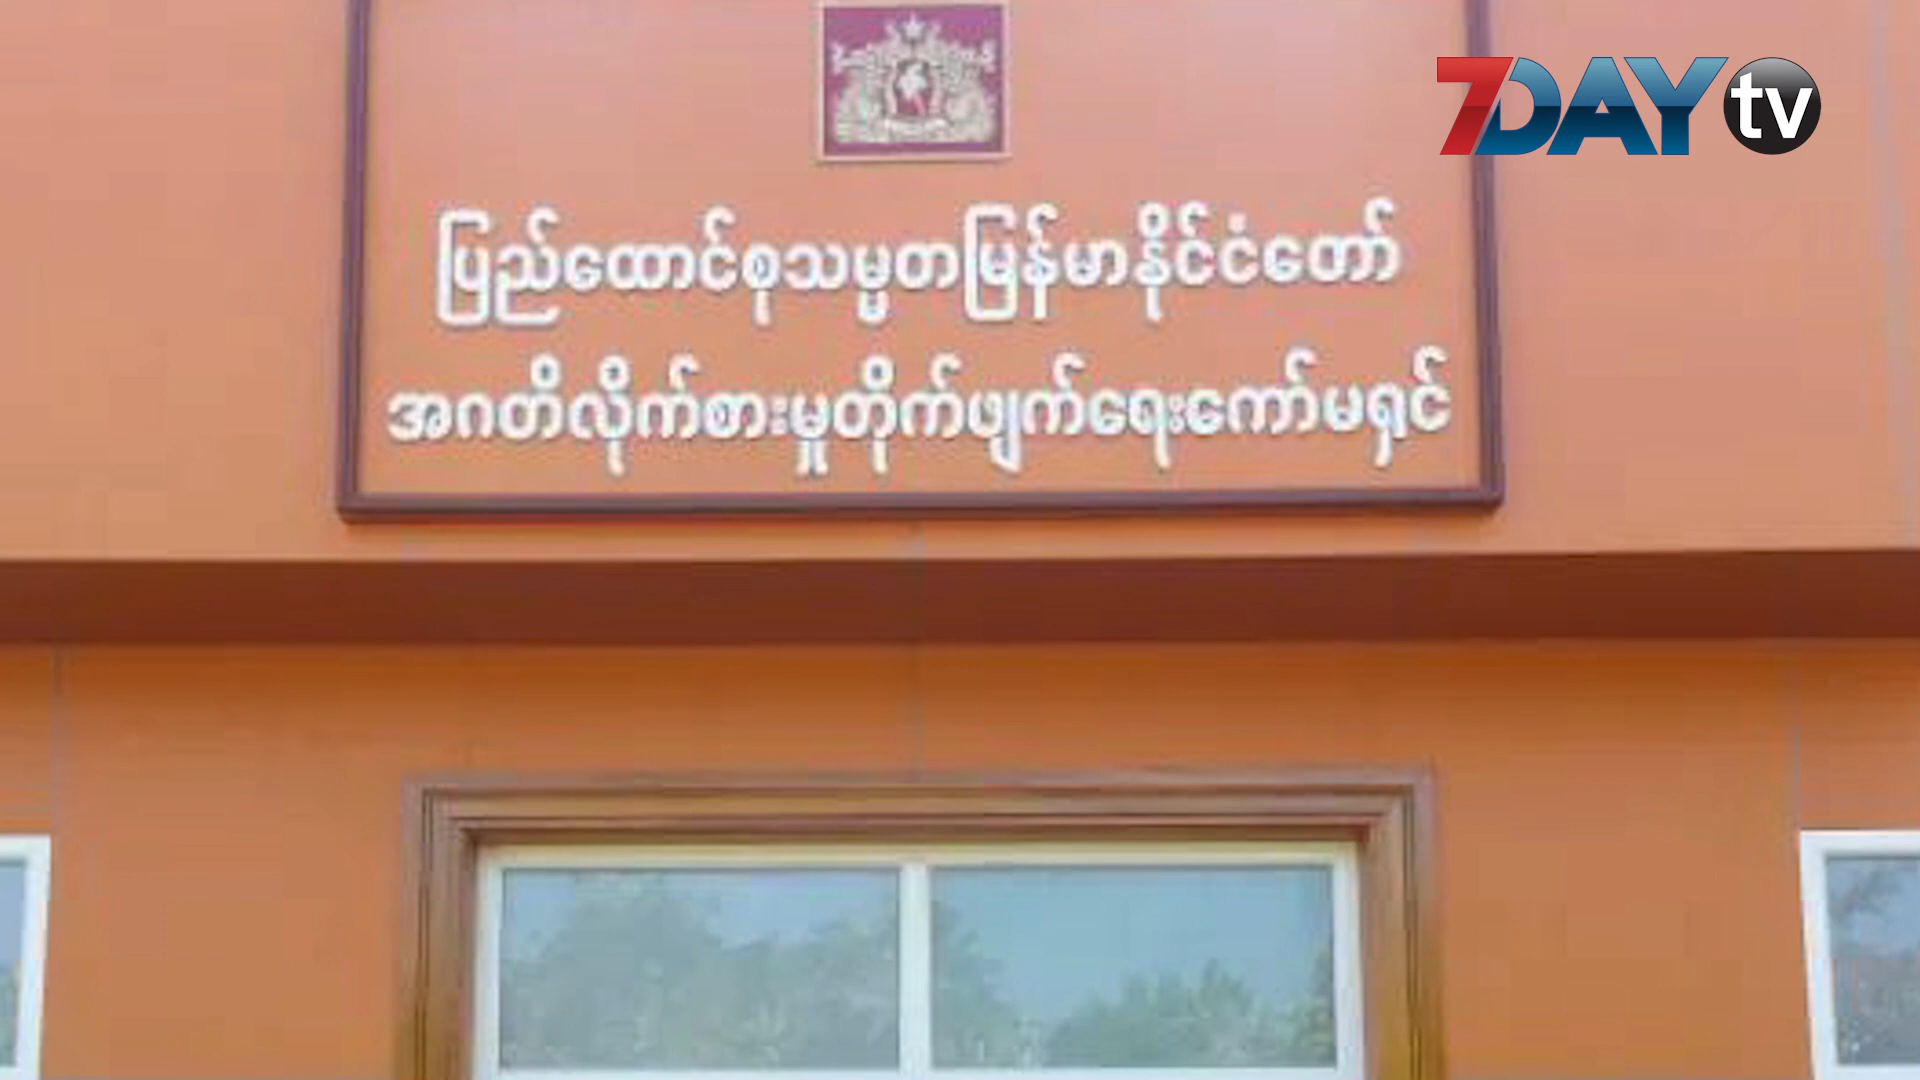 7DAY tv
ပြည်ထောင်စုသမ္မတမြန်မာနိုင်ငံတော်
အဂတိလိုက်စားမှုတိုက်ဖျက်ရေးကော်မရှင်